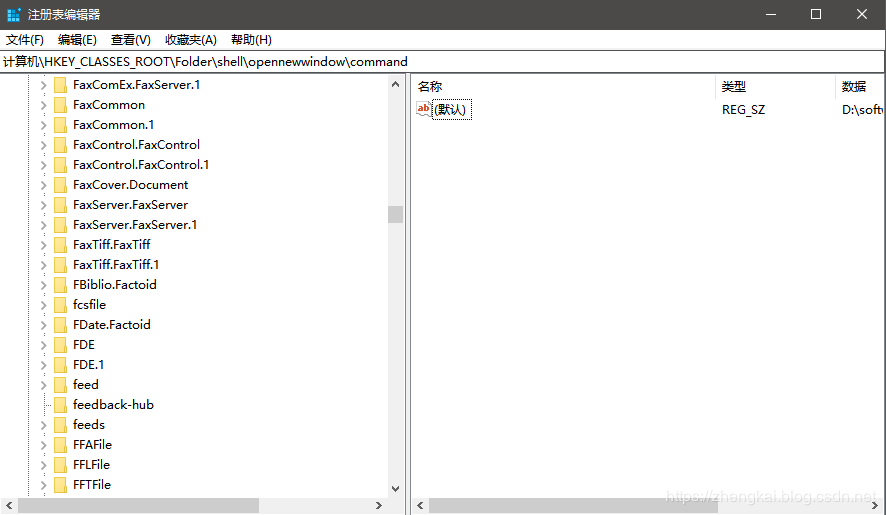 注册表编辑器
文件(F) 编辑(E) 查看(V) 收藏夹(A) 帮助(H)
计算机\HKEY_CLASSES_ROOT\Folder\shell\opennewwindow\command
FaxComEx.FaxServer.1
FaxCommon
FaxCommon.1
FaxControl.FaxControl
FaxControl.FaxControl.1
FaxCover.Document
FaxServer.FaxServer
FaxServer.FaxServer.1
FaxTiff.FaxTiff
FaxTiff.FaxTiff.1
FBiblio.Factoid
fcsfile
FDate.Factoid
FDE
FDE.1
feed
feedback-hub
feeds
FFAFile
FFLFile
FFTFile
名称 类型 数据
ab (默认) REG_SZ D:\softw
https://zhengkai.blog.csdn.net